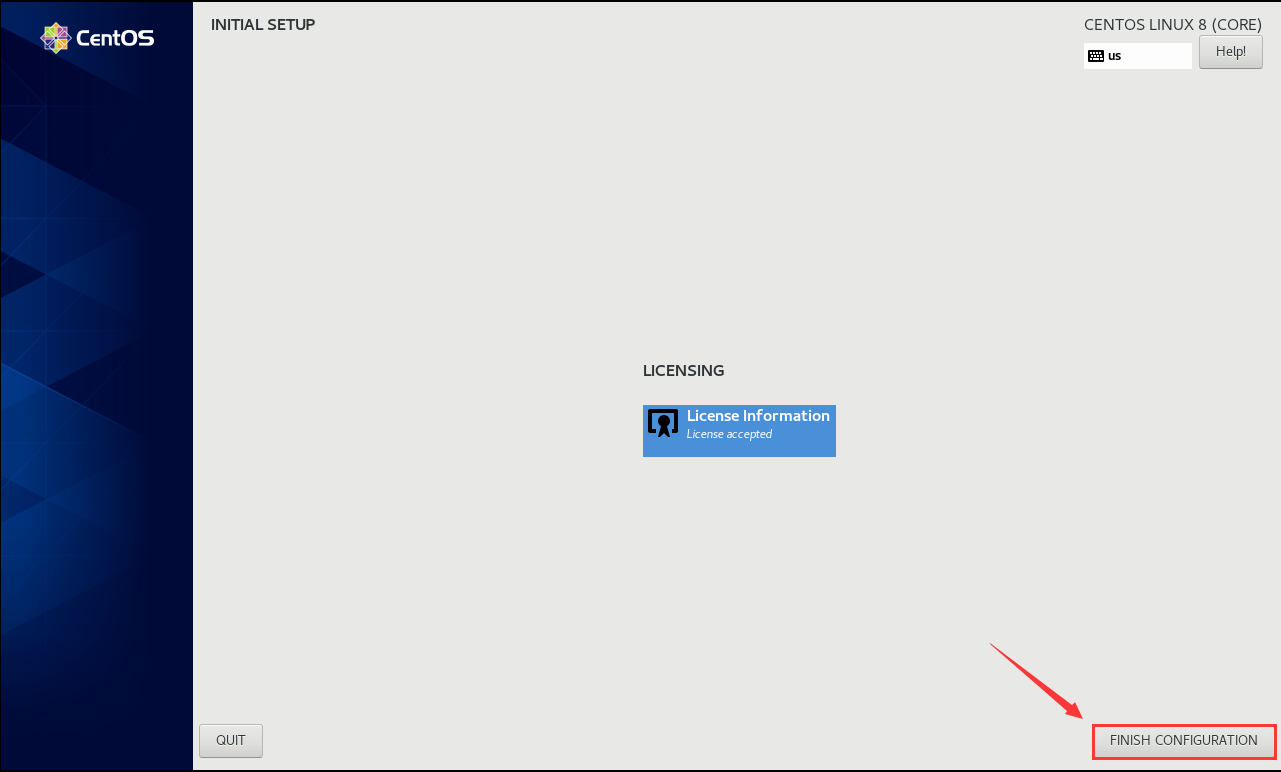 CentOS
INITIAL SETUP
CENTOS LINUX 8 (CORE)
us
Help!
LICENSING
License Information
License accepted
QUIT
FINISH CONFIGURATION